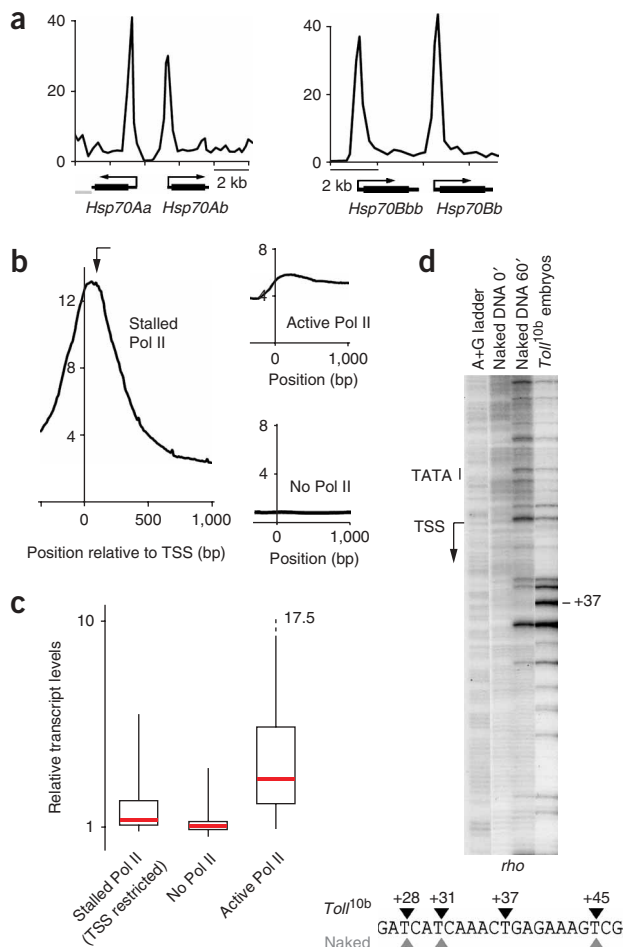 a
40
20
0
2 kb
Hsp70Aa Hsp70Ab
40
20
0
2 kb
Hsp70Bbb Hsp70Bb
b
12
8
4
Stalled
Pol II
0 500 1,000
Position relative to TSS (bp)
8
4
Active Pol II
0 1,000
Position (bp)
8
4
No Pol II
0 1,000
Position (bp)
c
Relative transcript levels
10
1
17.5
Stalled Pol II
(TSS restricted)
No Pol II
Active Pol II
d
A+G ladder
Naked DNA 0′
Naked DNA 60′
Toll10b embryos
TATA
TSS
+37
rho
Toll10b
+28 +31 +37 +45
GATCATCAAACTGAGAAAGTCG
Naked